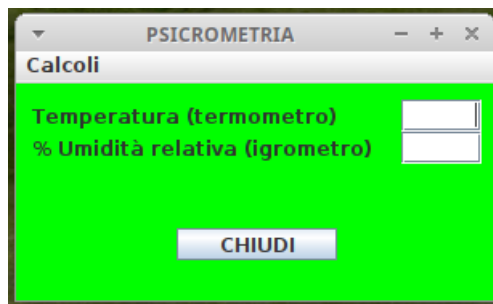 PSICROMETRIA
Calcoli
Temperatura (termometro)
% Umidità relativa (igrometro)
CHIUDI